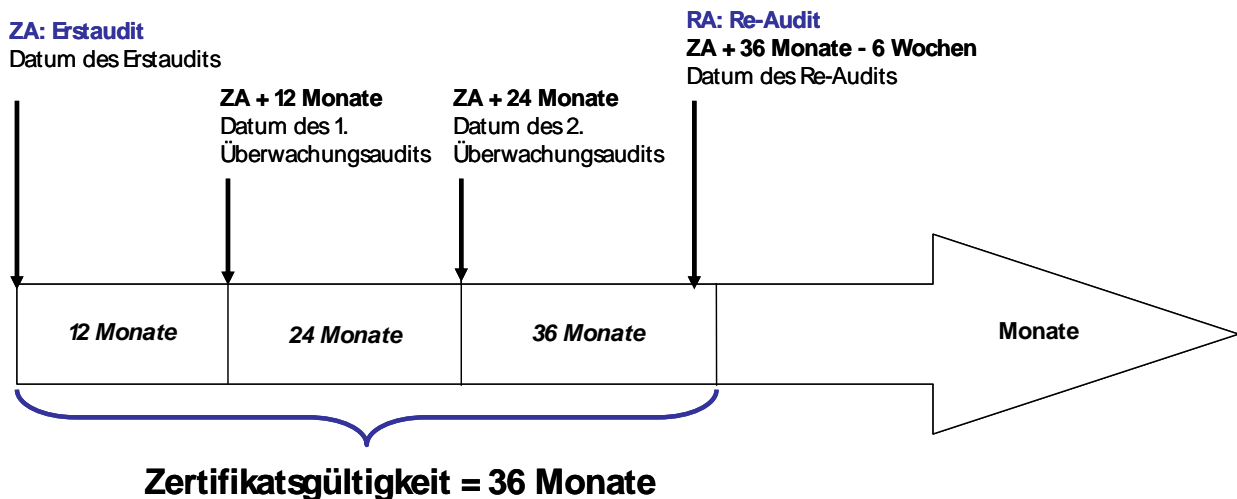 ZA: Erstaudit
Datum des Erstaudits
RA: Re-Audit
ZA + 36 Monate - 6 Wochen
Datum des Re-Audits
ZA + 12 Monate
Datum des 1.
Überwachungsaudits
ZA + 24 Monate
Datum des 2.
Überwachungsaudits
12 Monate
24 Monate
36 Monate
Monate
Zertifikatsgültigkeit = 36 Monate